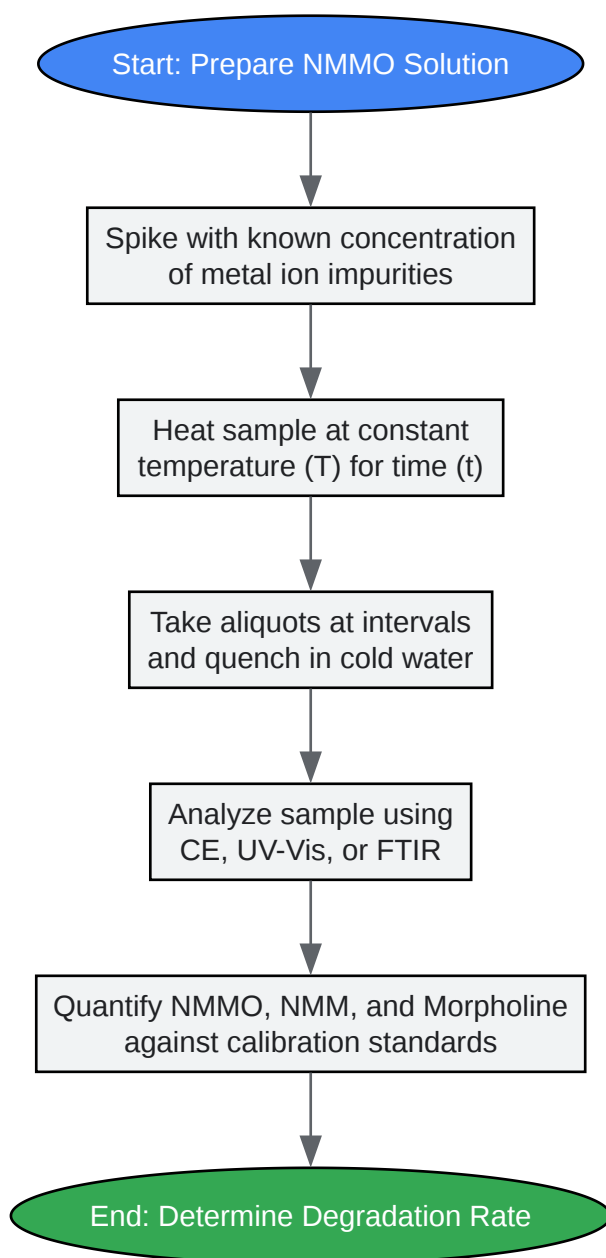 Start: Prepare NMMO Solution
Spike with known concentration
of metal ion impurities
Heat sample at constant
temperature (T) for time (t)
Take aliquots at intervals
and quench in cold water
Analyze sample using
CE, UV-Vis, or FTIR
Quantify NMMO, NMM, and Morpholine
against calibration standards
End: Determine Degradation Rate